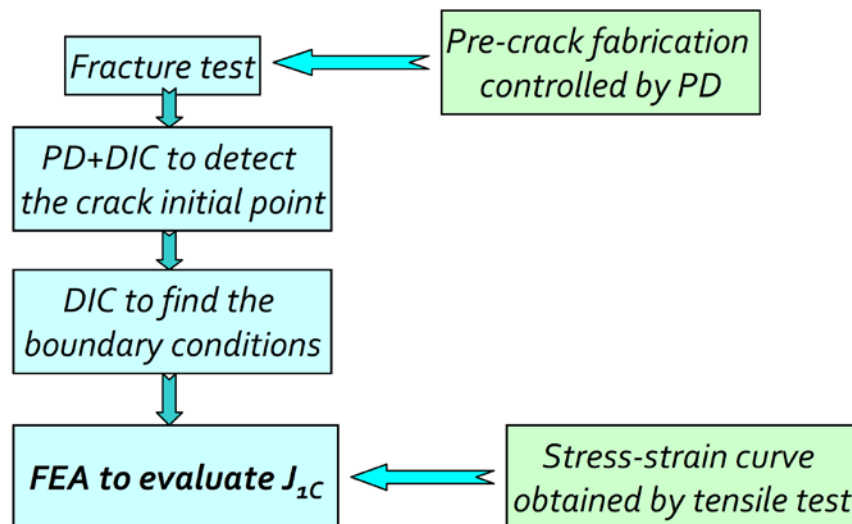 Fracture test
Pre-crack fabrication
controlled by PD
PD+DIC to detect
the crack initial point
DIC to find the
boundary conditions
FEA to evaluate J₁C
Stress-strain curve
obtained by tensile test